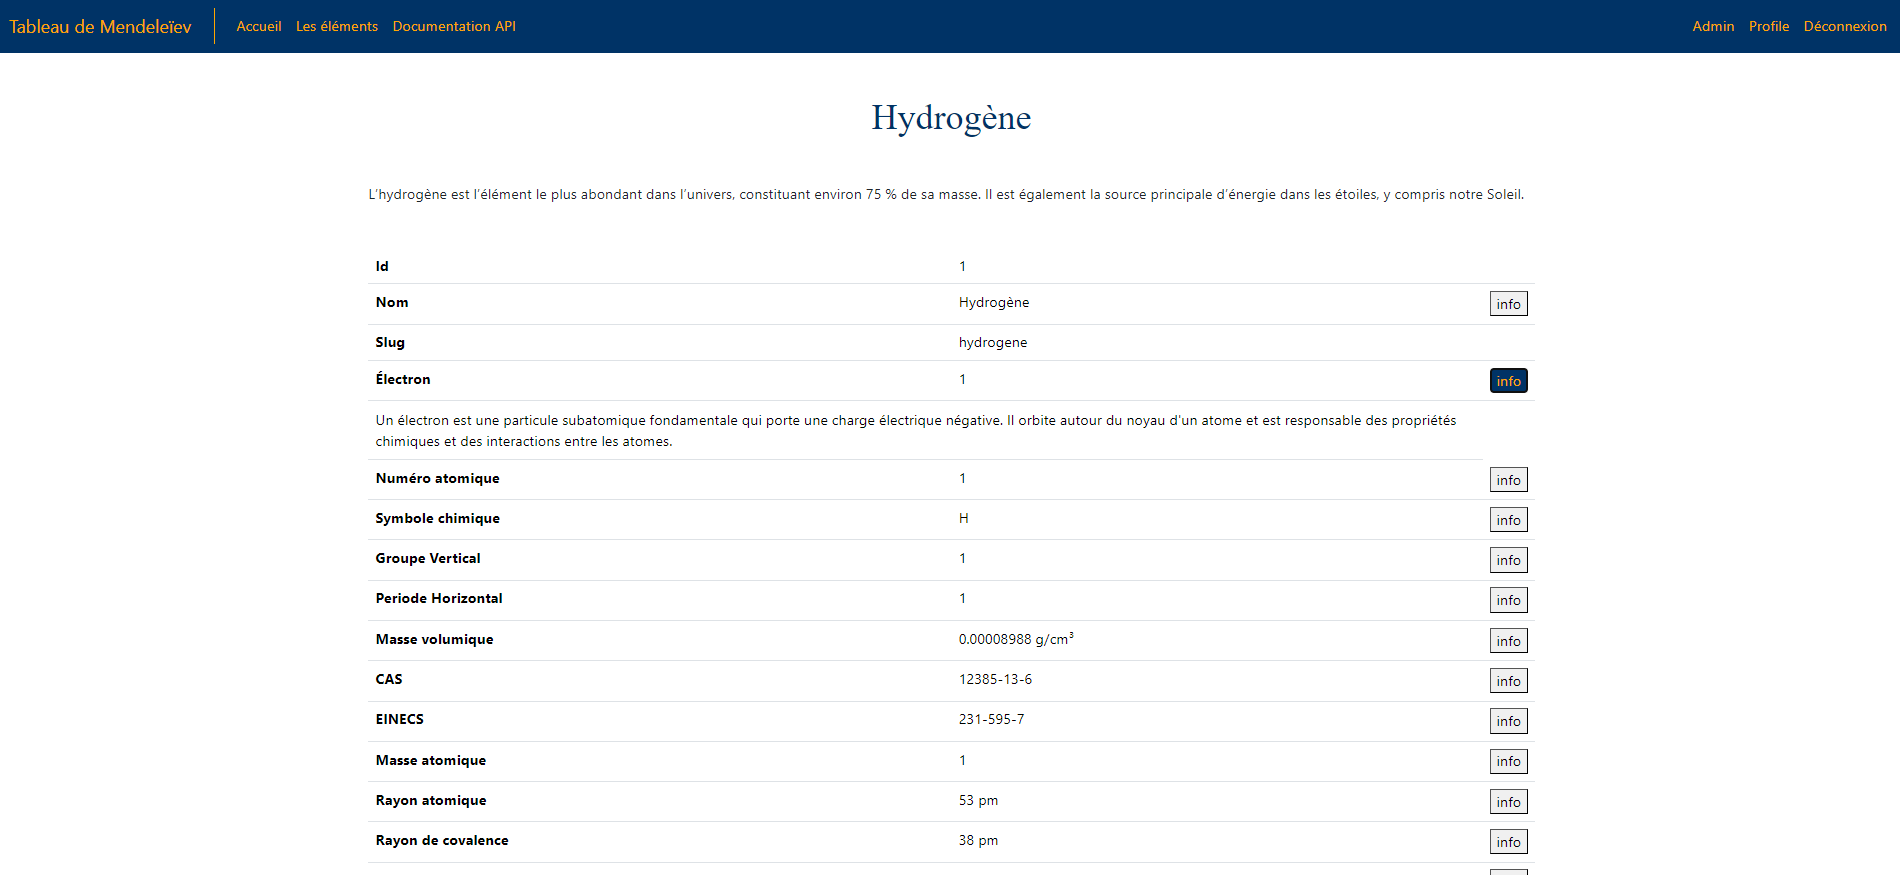 Tableau de Mendeleïev Accueil Les éléments Documentation API Admin Profile Déconnexion
Hydrogène
L'hydrogène est l'élément le plus abondant dans l'univers, constituant environ 75 % de sa masse. Il est également la source principale d'énergie dans les étoiles, y compris notre Soleil.
Id 1
Nom Hydrogène info
Slug hydrogene
Électron 1 info
Un électron est une particule subatomique fondamentale qui porte une charge électrique négative. Il orbite autour du noyau d'un atome et est responsable des propriétés
chimiques et des interactions entre les atomes.
Numéro atomique 1 info
Symbole chimique H info
Groupe Vertical 1 info
Periode Horizontal 1 info
Masse volumique 0.00008988 g/cm³ info
CAS 12385-13-6 info
EINECS 231-595-7 info
Masse atomique 1 info
Rayon atomique 53 pm info
Rayon de covalence 38 pm info